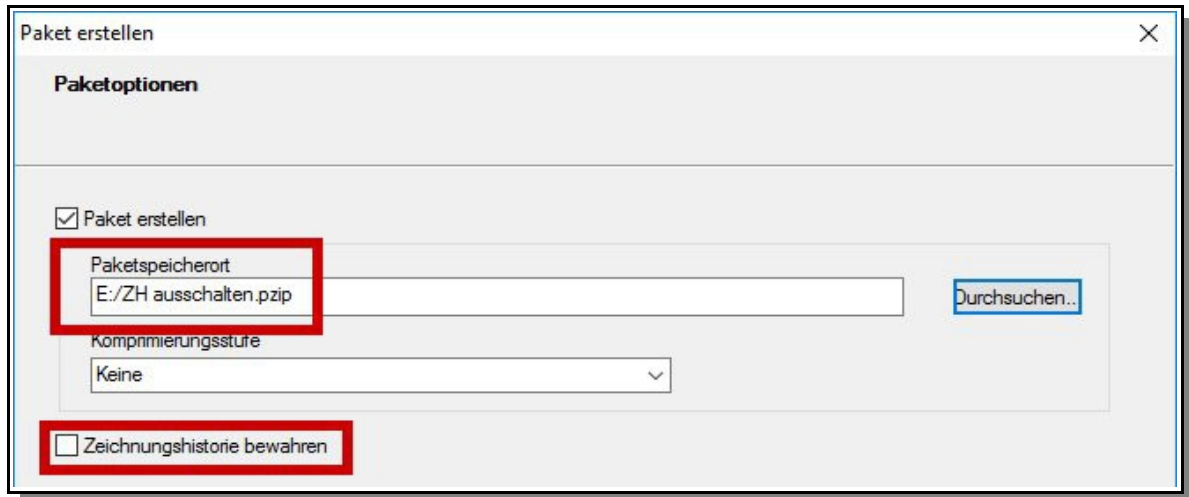 Paket erstellen
Paketoptionen
Paket erstellen
Paketspeicherort
E:/ZH ausschalten.pzip
Durchsuchen..
Komprimierungsstufe
Keine
Zeichnungshistorie bewahren